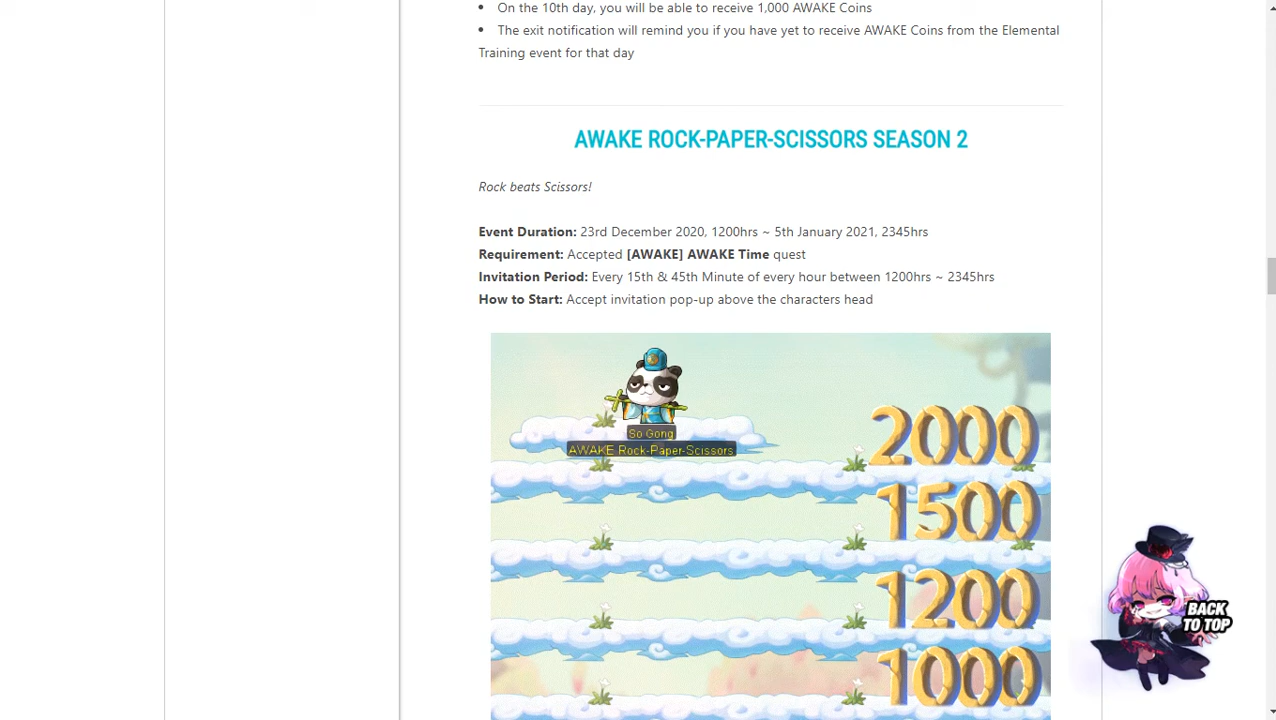 On the 10th day, you will be able to receive 1,000 AWAKE Coins
The exit notification will remind you if you have yet to receive AWAKE Coins from the Elemental
Training event for that day
AWAKE ROCK-PAPER-SCISSORS SEASON 2
Rock beats Scissors!
Event Duration: 23rd December 2020, 1200hrs ~ 5th January 2021, 2345hrs
Requirement: Accepted [AWAKE] AWAKE Time quest
Invitation Period: Every 15th & 45th Minute of every hour between 1200hrs ~ 2345hrs
How to Start: Accept invitation pop-up above the characters head
So Gong
AWAKE Rock-Paper-Scissors
2000
1500
1200
1000
BACK
TO TOP